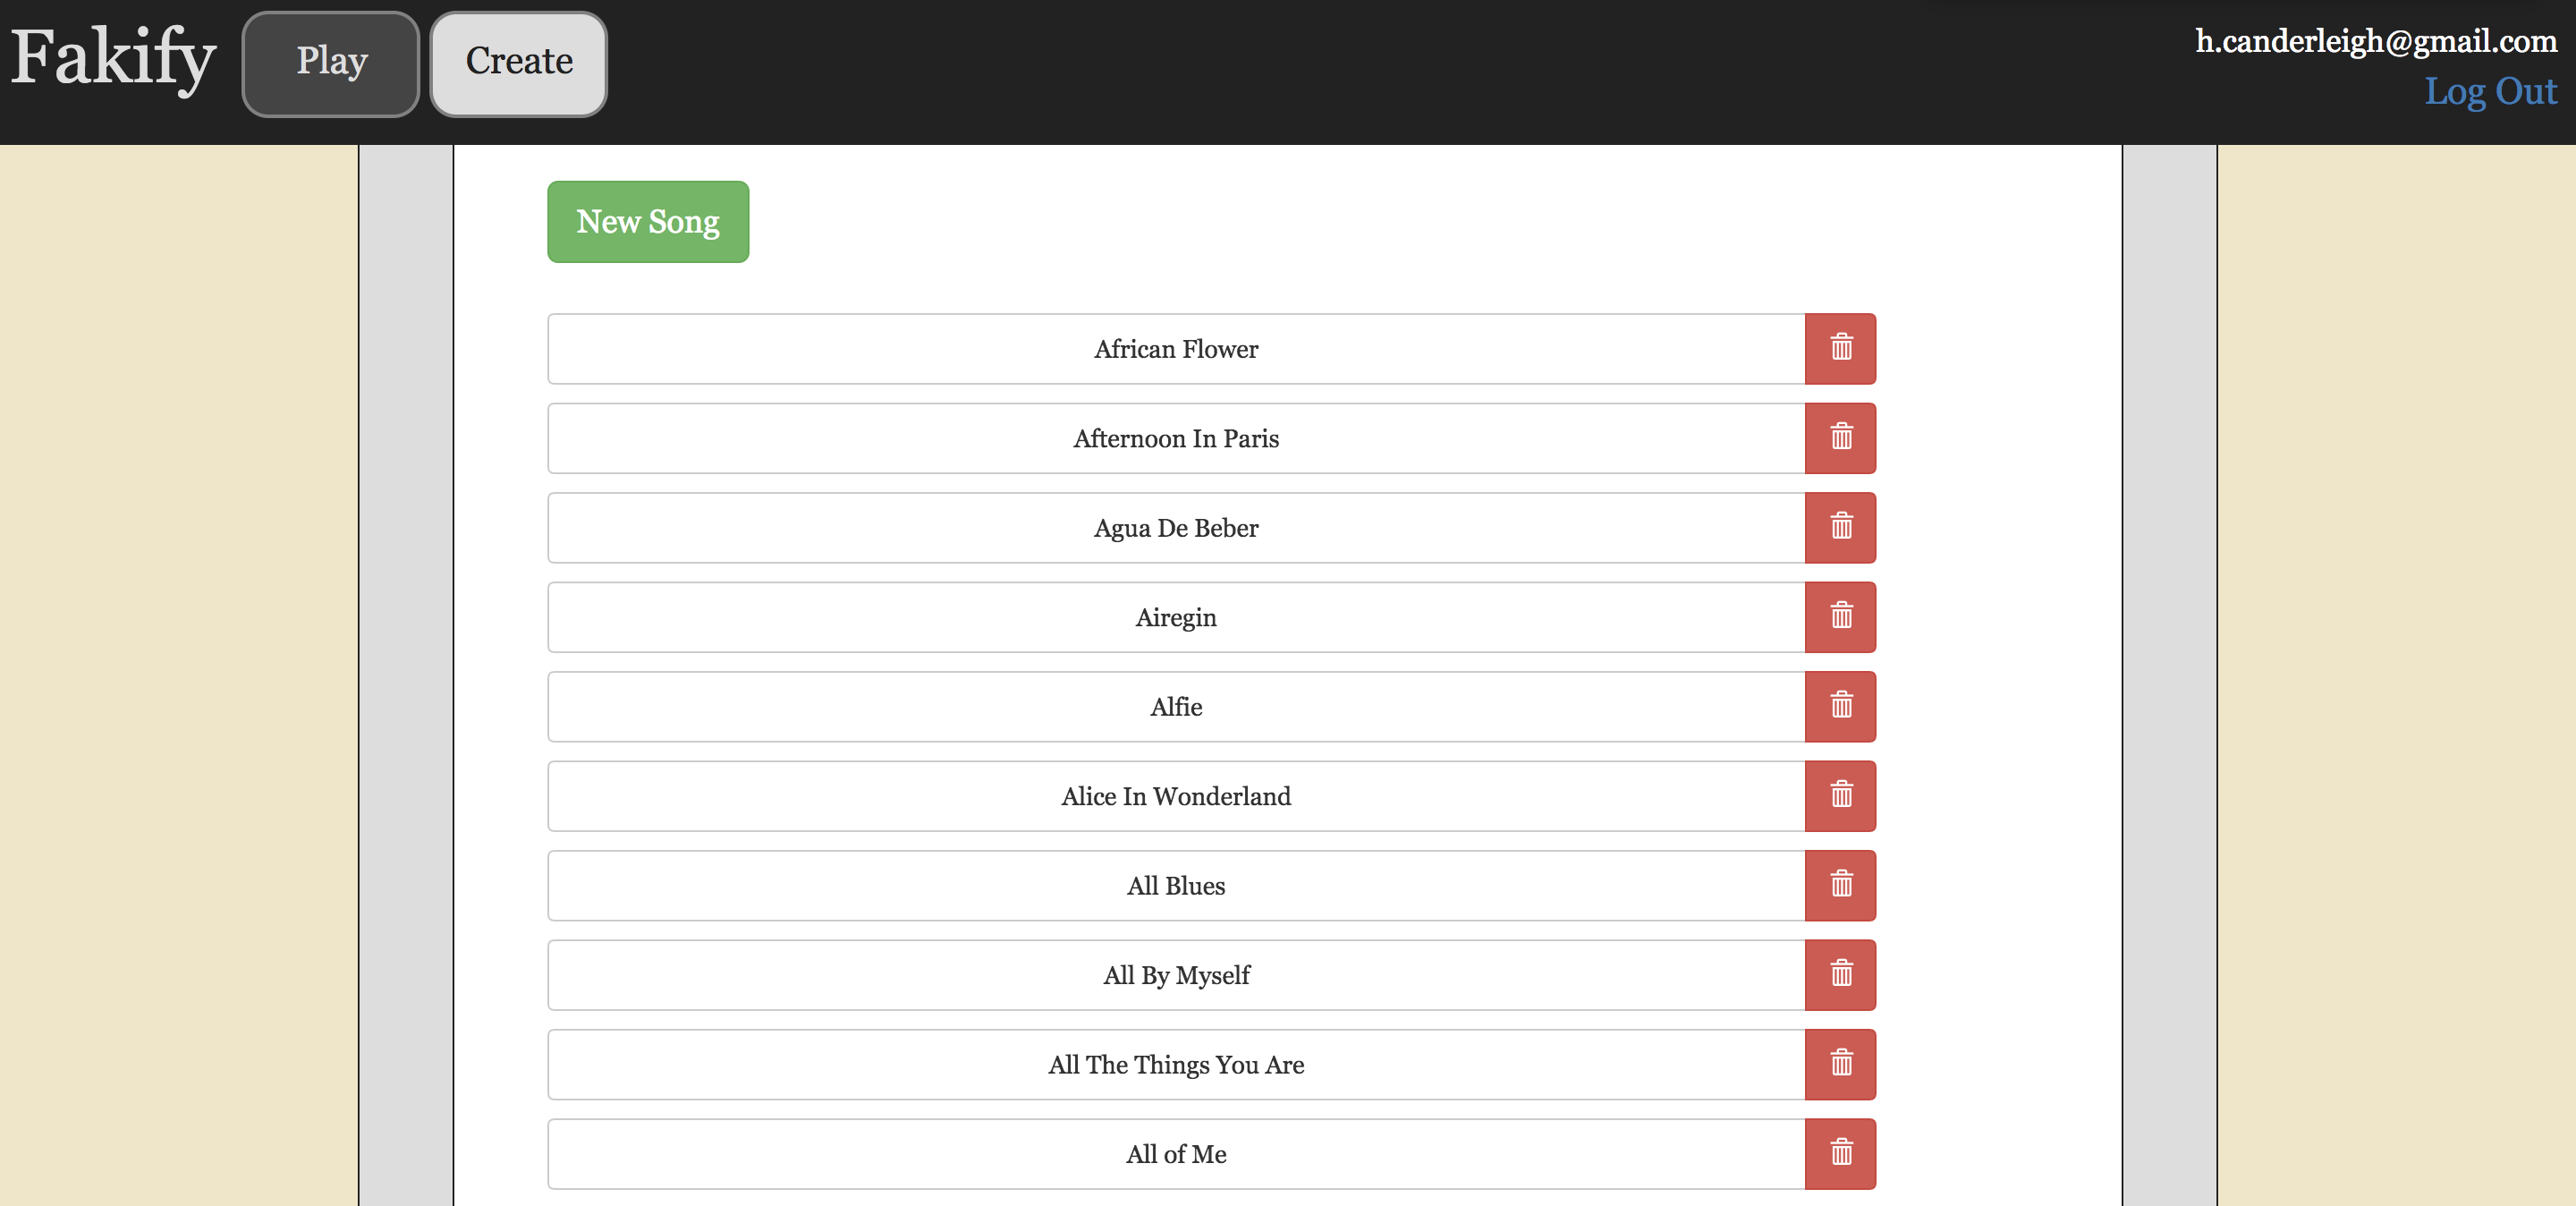 Fakify
Play
Create
h.canderleigh@gmail.com
Log Out
New Song
African Flower
Afternoon In Paris
Agua De Beber
Airegin
Alfie
Alice In Wonderland
All Blues
All By Myself
All The Things You Are
All of Me